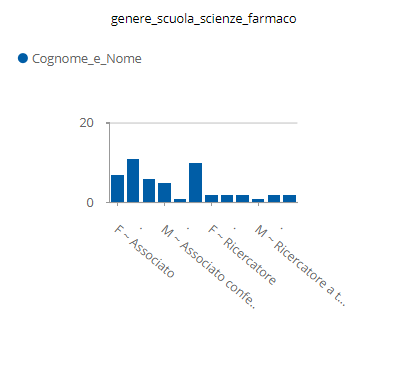 genere_scuola_scienze_farmaco
Cognome_e_Nome
20
0
F ~ Associato
.
M ~ Associato confe..
.
F ~ Ricercatore
.
M ~ Ricercatore a t...
.